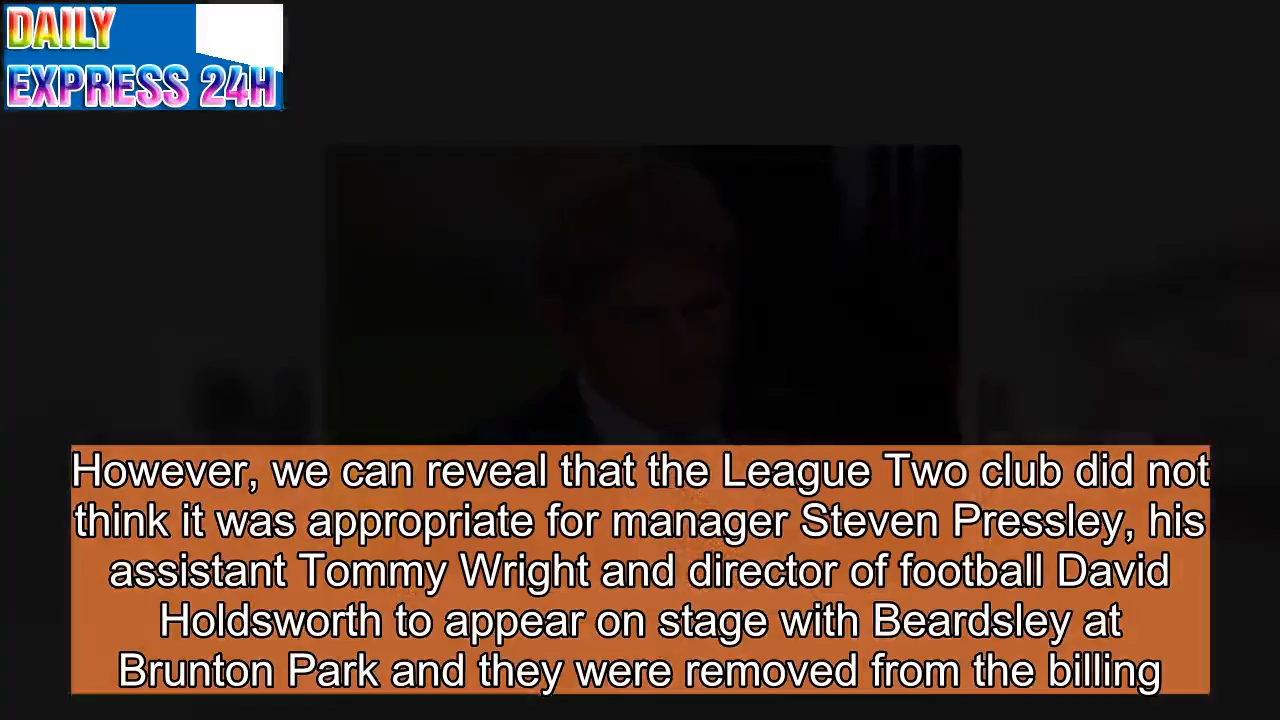 DAILY
EXPRESS 24H
However, we can reveal that the League Two club did not
think it was appropriate for manager Steven Pressley, his
assistant Tommy Wright and director of football David
Holdsworth to appear on stage with Beardsley at
Brunton Park and they were removed from the billing